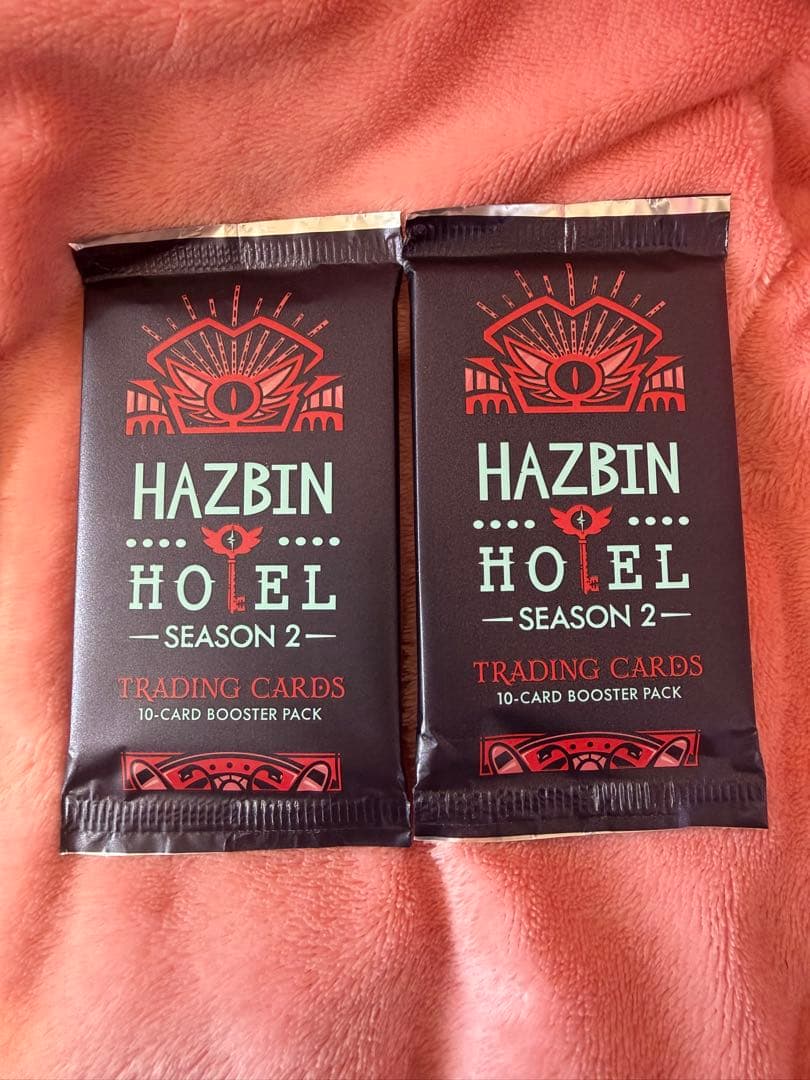 HAZBIN
HOTEL
SEASON 2
TRADING CARDS
10-CARD BOOSTER PACK
HAZBIN
HOTEL
SEASON 2
TRADING CARDS
10-CARD BOOSTER PACK